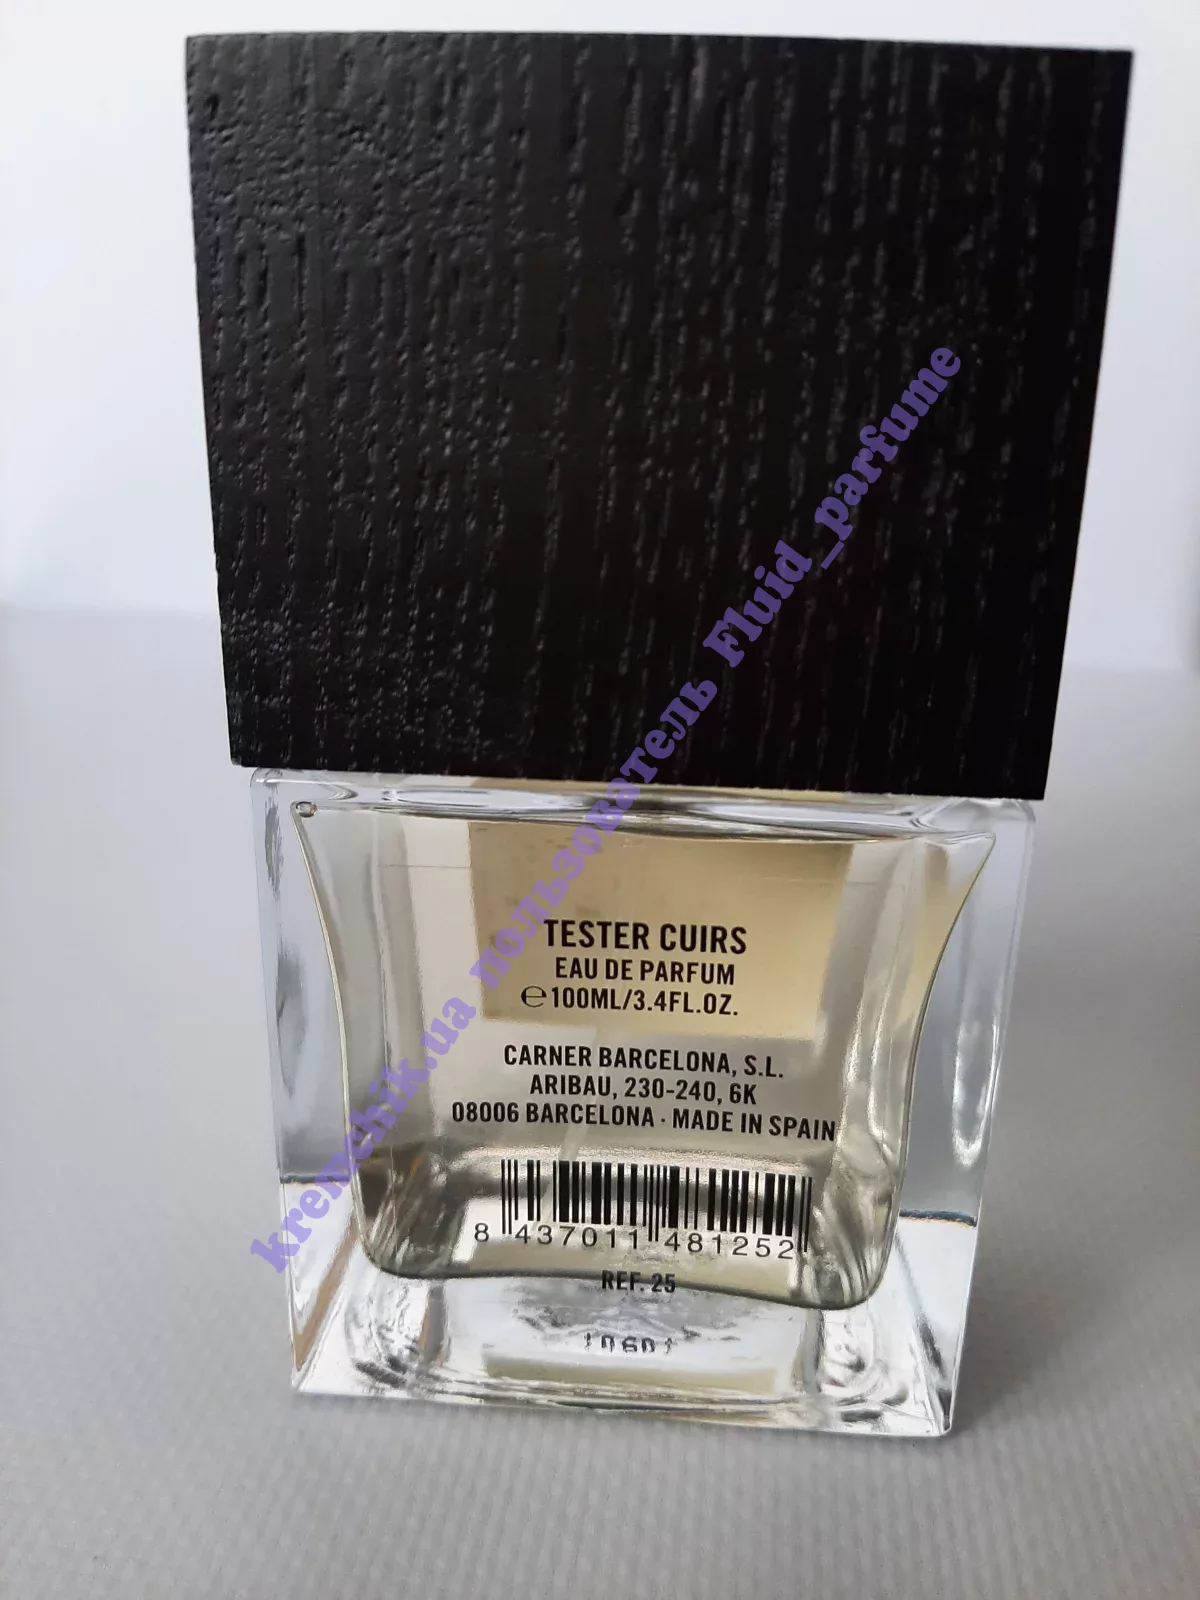 TESTER CUIRS
EAU DE PARFUM
℮100ML/3.4FL.OZ.
CARNER BARCELONA, S.L.
ARIBAU, 230-240, 6K
08006 BARCELONA · MADE IN SPAIN
8 437011 481252
REF. 25
kremchik.ua пользователь Fluid_parfume